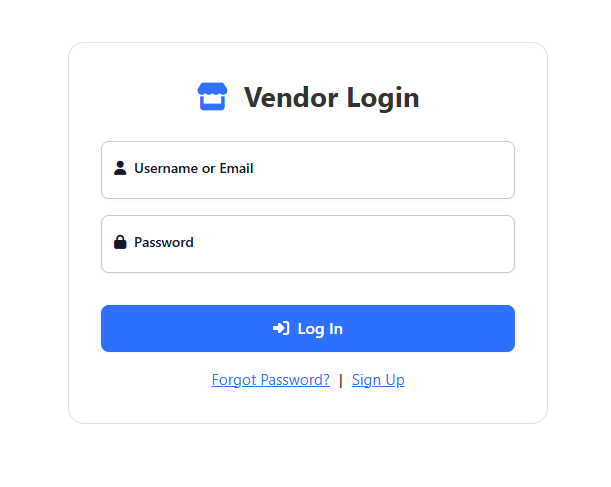 Vendor Login
Username or Email
Password
Log In
Forgot Password? | Sign Up